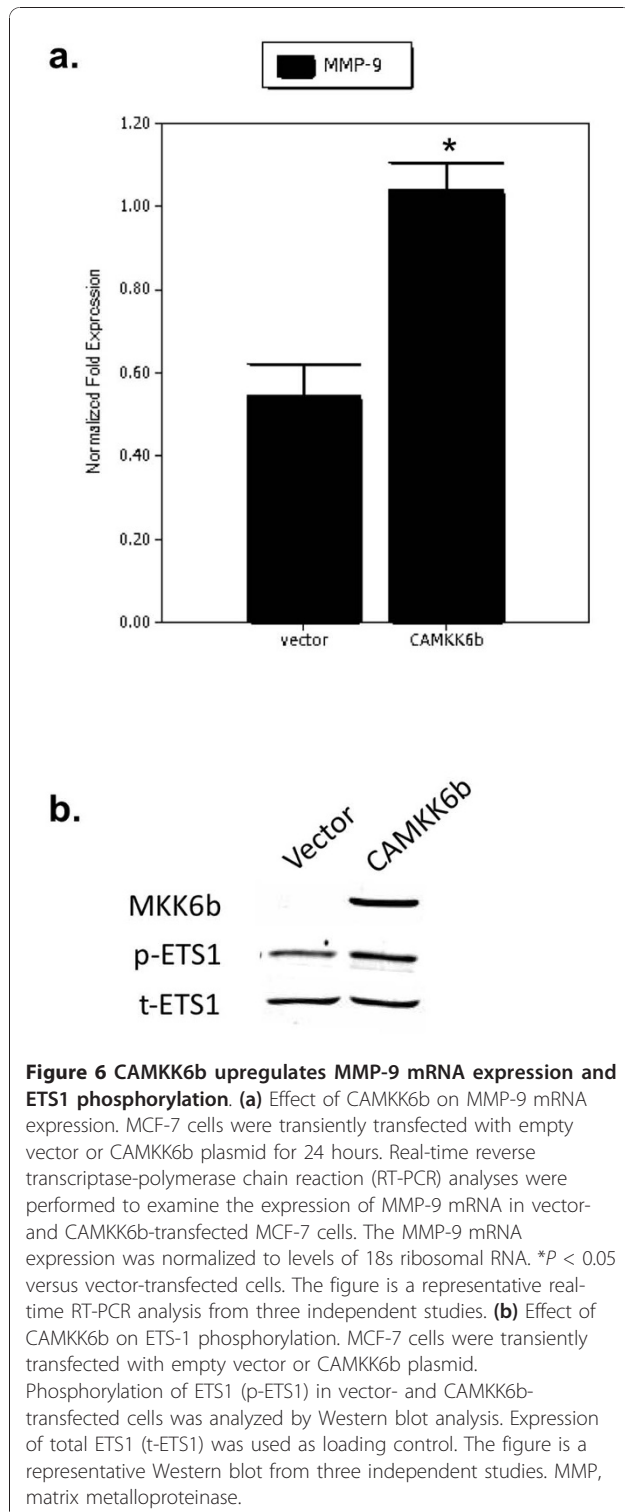 a.
MMP-9
1.20
1.00
0.80
0.60
0.40
0.20
0.00
Normalized Fold Expression
*
vector
CAMKK6b
b.
Vector
CAMKK6b
MKK6b
p-ETS1
t-ETS1
Figure 6 CAMKK6b upregulates MMP-9 mRNA expression and
ETS1 phosphorylation. (a) Effect of CAMKK6b on MMP-9 mRNA
expression. MCF-7 cells were transiently transfected with empty
vector or CAMKK6b plasmid for 24 hours. Real-time reverse
transcriptase-polymerase chain reaction (RT-PCR) analyses were
performed to examine the expression of MMP-9 mRNA in vector-
and CAMKK6b-transfected MCF-7 cells. The MMP-9 mRNA
expression was normalized to levels of 18s ribosomal RNA. *P < 0.05
versus vector-transfected cells. The figure is a representative real-
time RT-PCR analysis from three independent studies. (b) Effect of
CAMKK6b on ETS-1 phosphorylation. MCF-7 cells were transiently
transfected with empty vector or CAMKK6b plasmid.
Phosphorylation of ETS1 (p-ETS1) in vector- and CAMKK6b-
transfected cells was analyzed by Western blot analysis. Expression
of total ETS1 (t-ETS1) was used as loading control. The figure is a
representative Western blot from three independent studies. MMP,
matrix metalloproteinase.